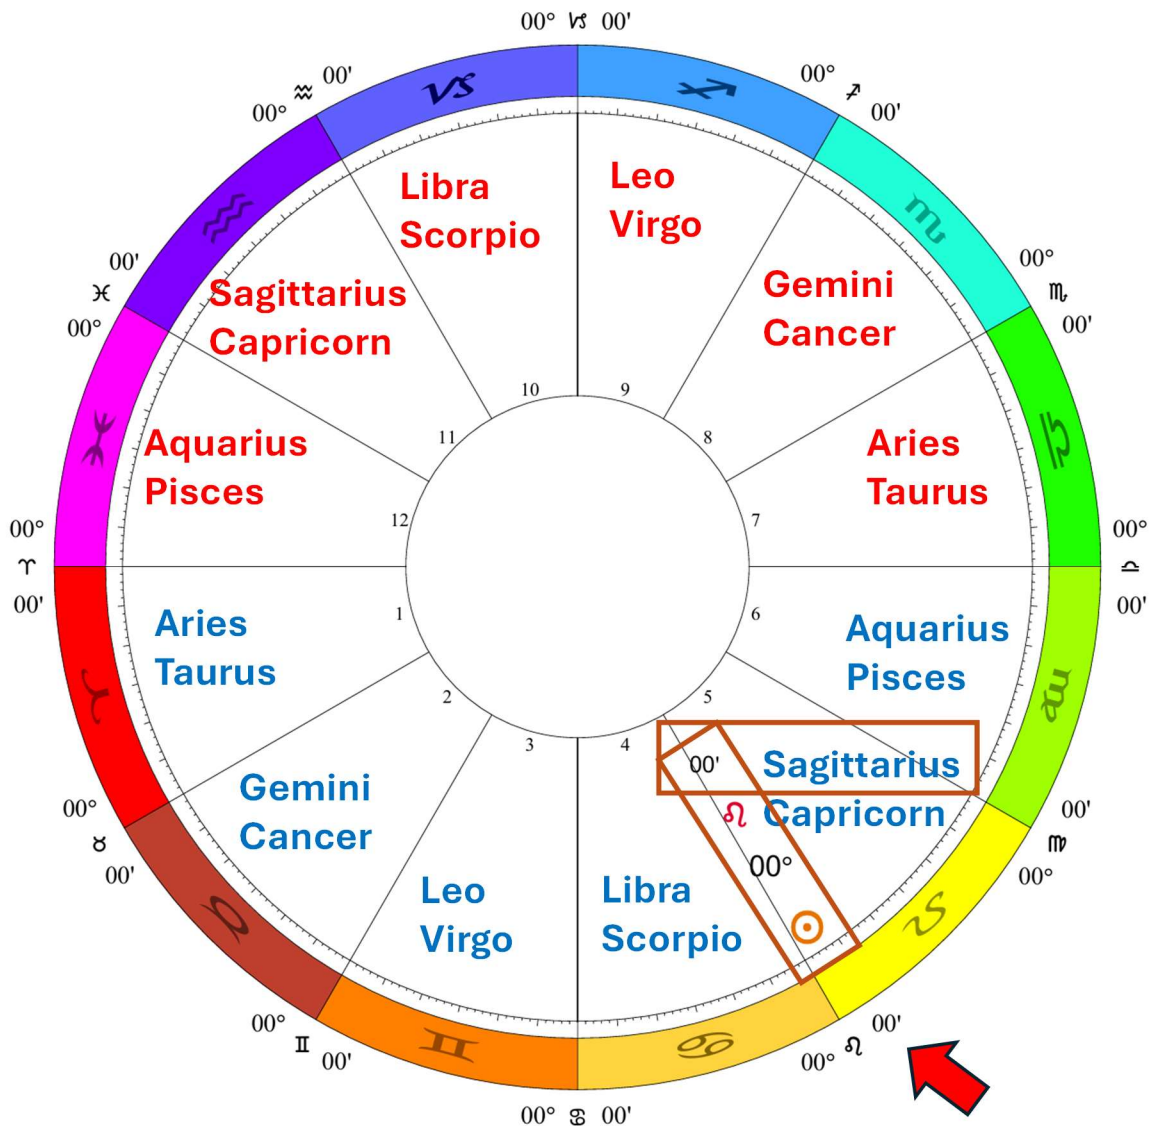 00° ♑ 00'
00' ♒ 00°
♑
♐
00° ♐ 00'
Libra
Scorpio
Leo
Virgo
♒
♏
00' ♓ 00°
00° ♏ 00'
Sagittarius
Capricorn
Gemini
Cancer
10
9
11
8
♓
♎
Aquarius
Pisces
Aries
Taurus
12
7
00° ♈ 00'
00° ♎ 00'
1
6
Aries
Taurus
Aquarius
Pisces
♈
♍
2
5
3
4
Gemini
Cancer
00' ♌ 00° ☉
Sagittarius
Capricorn
00° ♉ 00'
00' ♍ 00°
Leo
Virgo
Libra
Scorpio
♉
♌
♊
♋
00° ♊ 00'
00° ♌ 00'
00° ♋ 00'